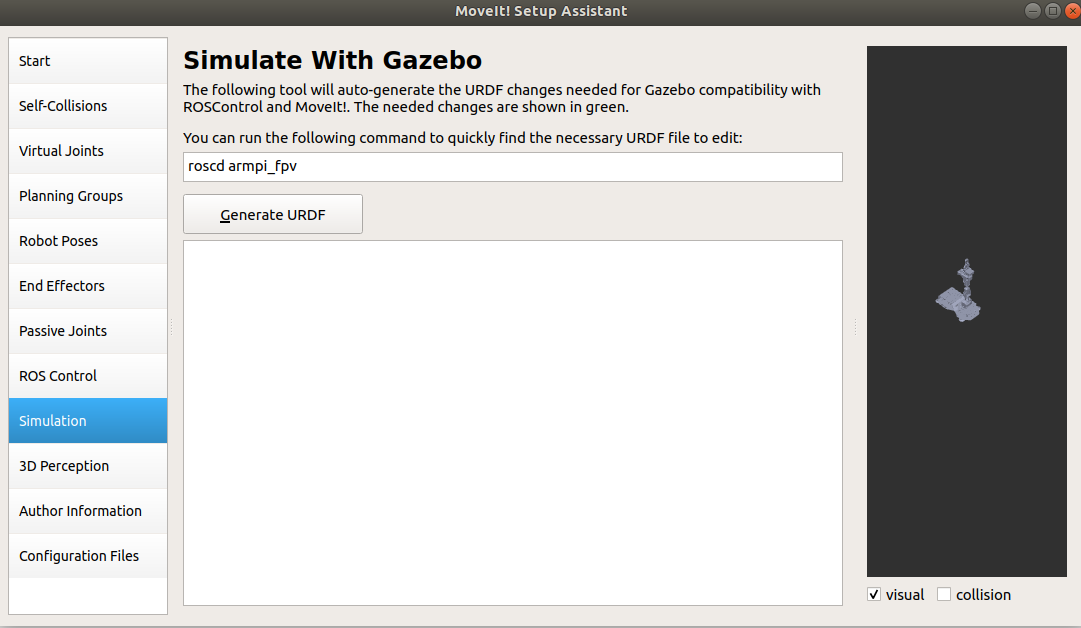 MoveIt! Setup Assistant
Start
Self-Collisions
Virtual Joints
Planning Groups
Robot Poses
End Effectors
Passive Joints
ROS Control
Simulation
3D Perception
Author Information
Configuration Files
Simulate With Gazebo
The following tool will auto-generate the URDF changes needed for Gazebo compatibility with
ROSControl and MoveIt!. The needed changes are shown in green.
You can run the following command to quickly find the necessary URDF file to edit:
roscd armpi_fpv
Generate URDF
visual
collision